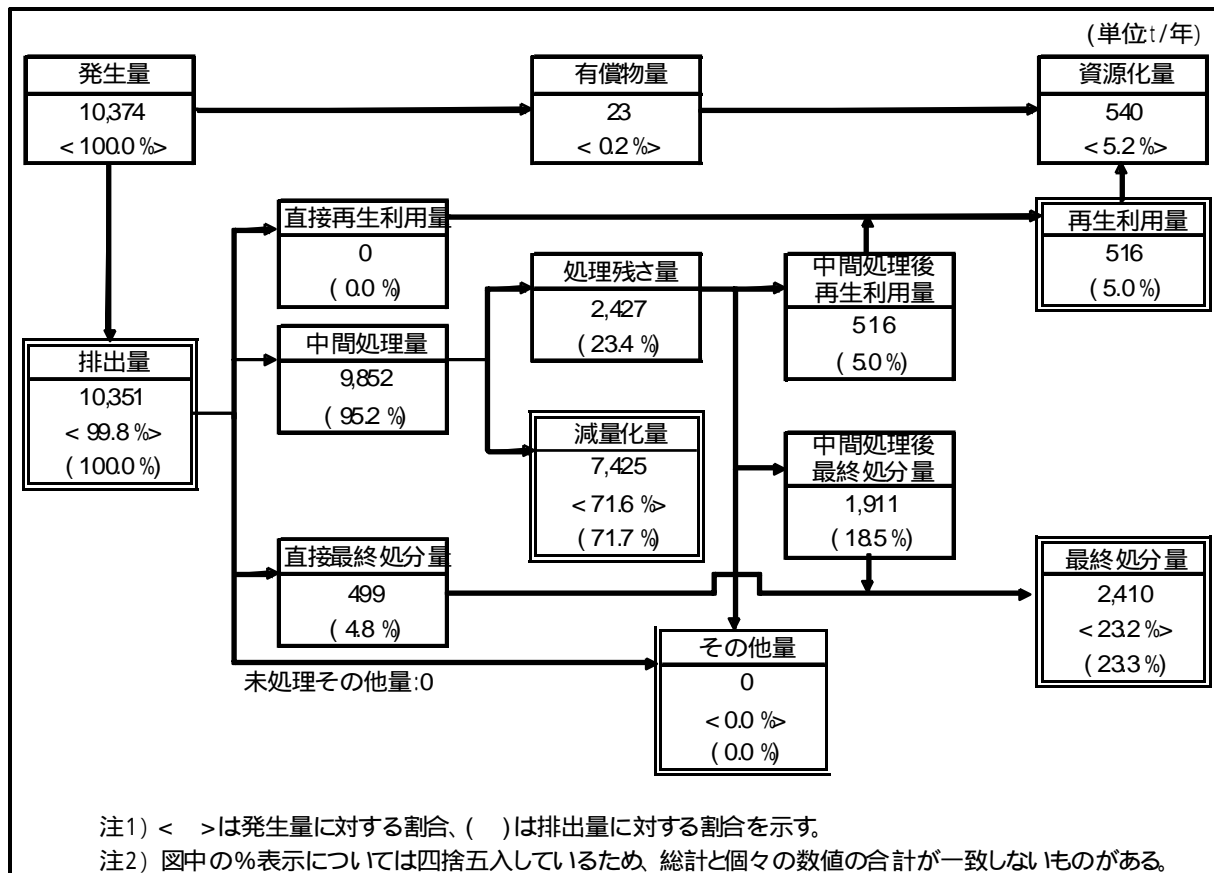 (単位:t/年)
発生量
10,374
<100.0%>
有償物量
23
<0.2%>
資源化量
540
<5.2%>
直接再生利用量
0
(0.0%)
処理残さ量
2,427
(23.4%)
中間処理後
再生利用量
516
(5.0%)
再生利用量
516
(5.0%)
排出量
10,351
<99.8%>
(100.0%)
中間処理量
9,852
(95.2%)
減量化量
7,425
<71.6%>
(71.7%)
中間処理後
最終処分量
1,911
(18.5%)
直接最終処分量
499
(4.8%)
最終処分量
2,410
<23.2%>
(23.3%)
未処理その他量:0
その他量
0
<0.0%>
(0.0%)
注1) < >は発生量に対する割合、( )は排出量に対する割合を示す。
注2) 図中の%表示については四捨五入しているため、総計と個々の数値の合計が一致しないものがある。